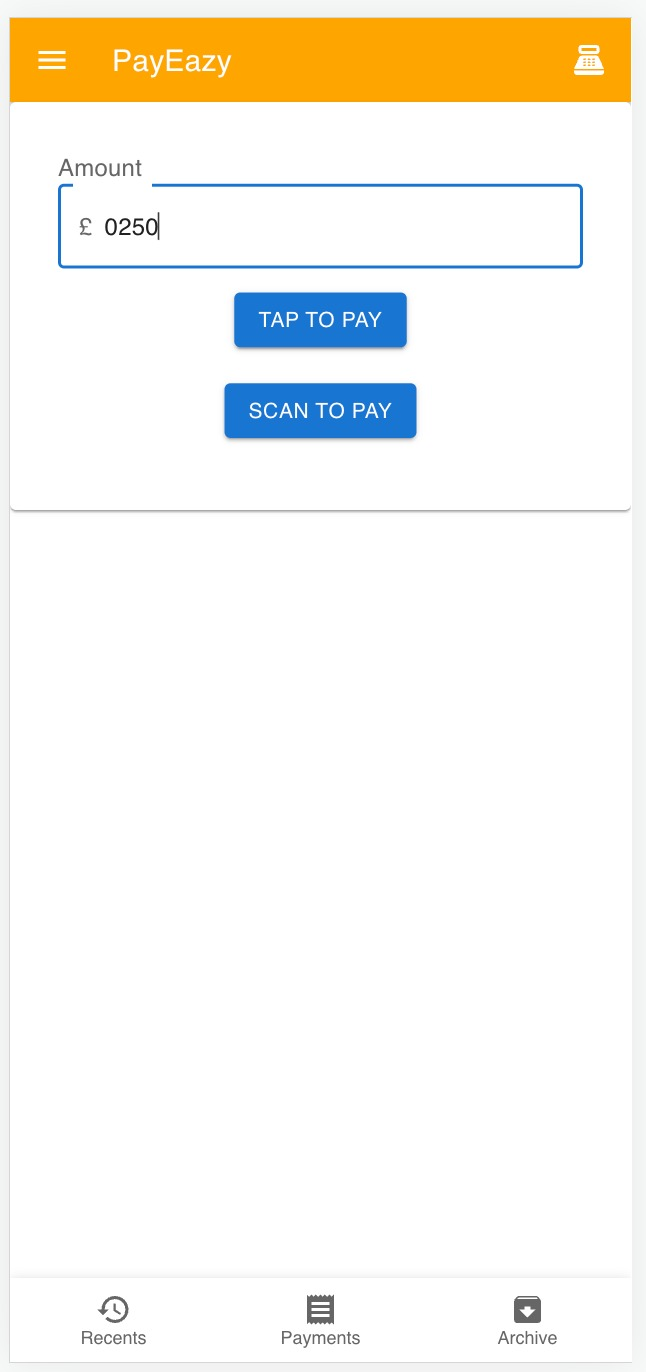 PayEazy
Amount
£ 0250
TAP TO PAY
SCAN TO PAY
Recents
Payments
Archive